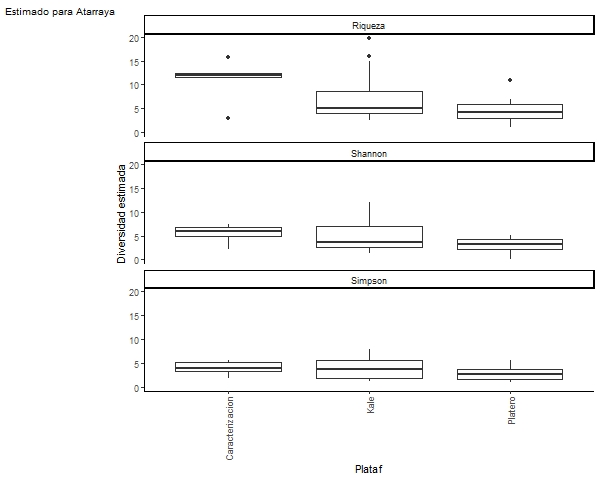 Estimado para Atarraya
Riqueza
20
15
10
5
0
Shannon
20
15
10
5
0
Simpson
20
15
10
5
0
Diversidad estimada
Caracterizacion
Kale
Platero
Plataf